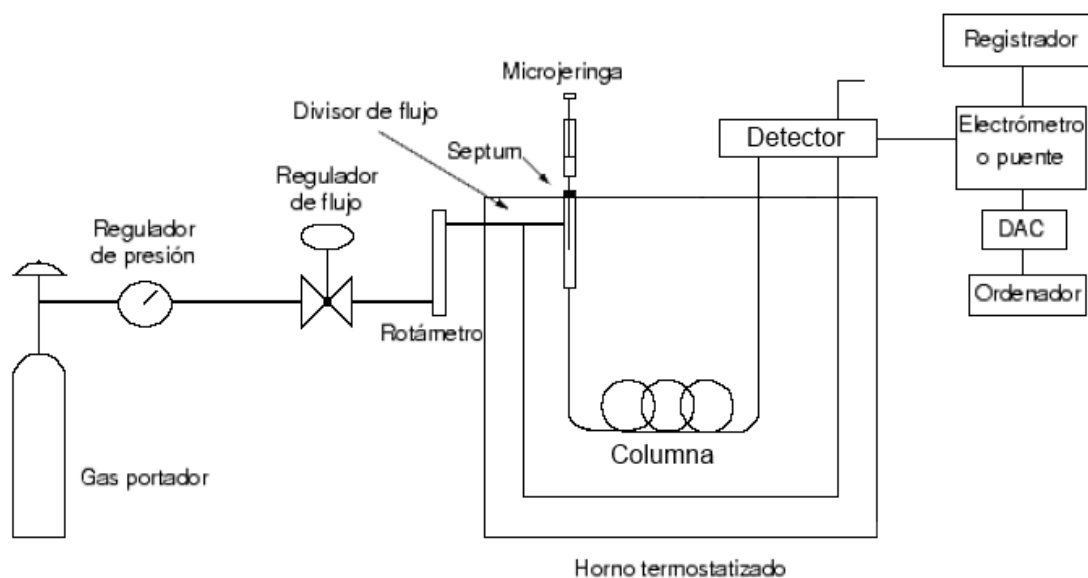 Registrador
Microjeringa
Divisor de flujo
Detector
Electrómetro
o puente
Septum
Regulador
de flujo
Regulador
de presión
DAC
Ordenador
Rotámetro
Columna
Gas portador
Horno termostatizado